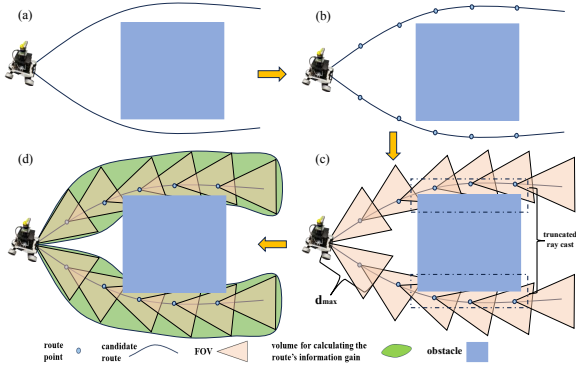 (a)
(b)
(d)
(c)
truncated
ray cast
dmax
route
point
candidate
route
FOV
volume for calculating the
route's information gain
obstacle